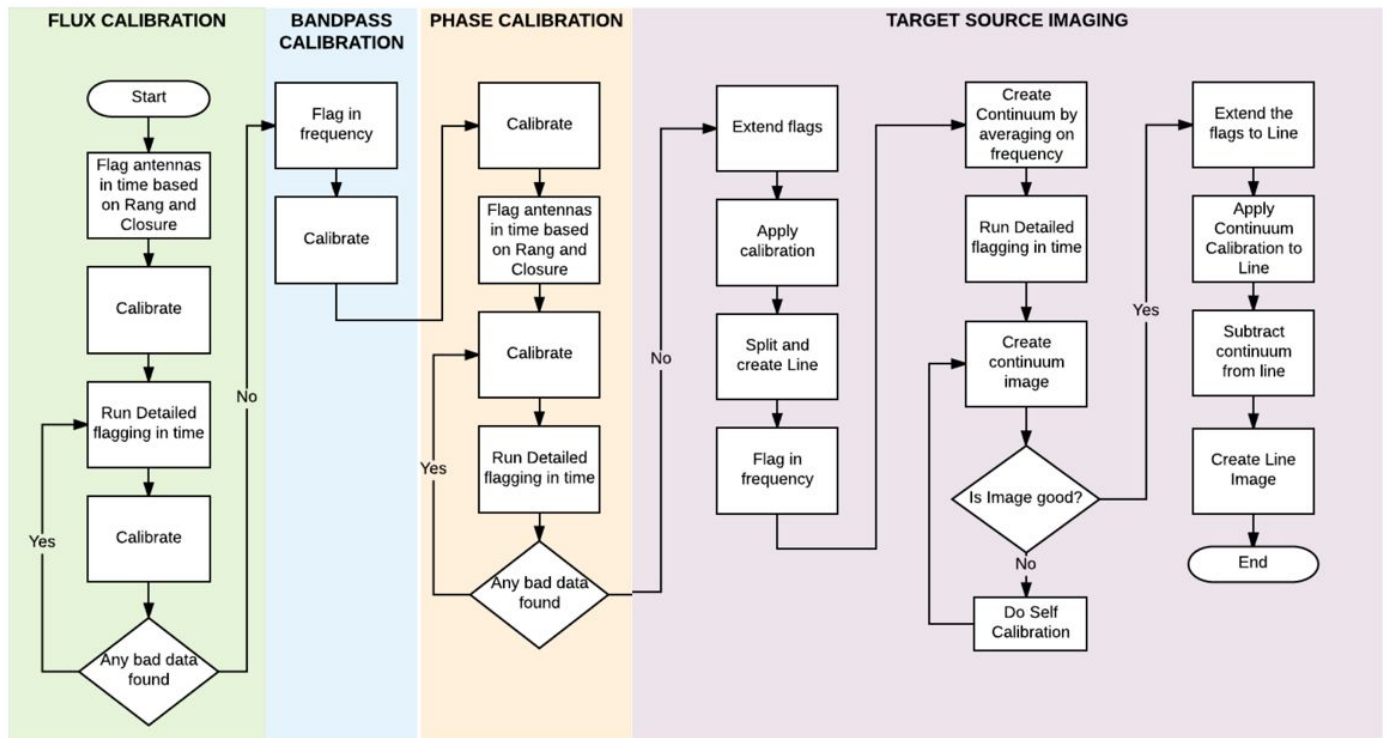 FLUX CALIBRATION
Start
Flag antennas
in time based
on Rang and
Closure
Calibrate
Run Detailed
flagging in time
Calibrate
Yes
Any bad data
found
No
BANDPASS
CALIBRATION
Flag in
frequency
Calibrate
PHASE CALIBRATION
Calibrate
Flag antennas
in time based
on Rang and
Closure
Calibrate
Run Detailed
flagging in time
Yes
Any bad data
found
No
TARGET SOURCE IMAGING
Extend flags
Apply
calibration
Split and
create Line
Flag in
frequency
Create
Continuum by
averaging on
frequency
Run Detailed
flagging in time
Create
continuum
image
Is Image good?
No
Do Self
Calibration
Yes
Extend the
flags to Line
Apply
Continuum
Calibration to
Line
Subtract
continuum
from line
Create Line
Image
End